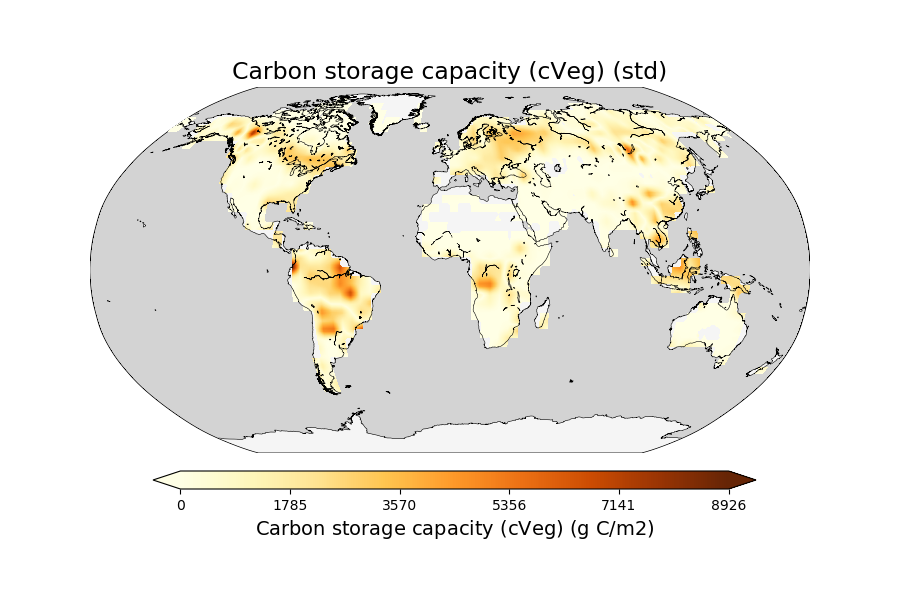 Carbon storage capacity (cVeg) (std)
0 1785 3570 5356 7141 8926
Carbon storage capacity (cVeg) (g C/m2)